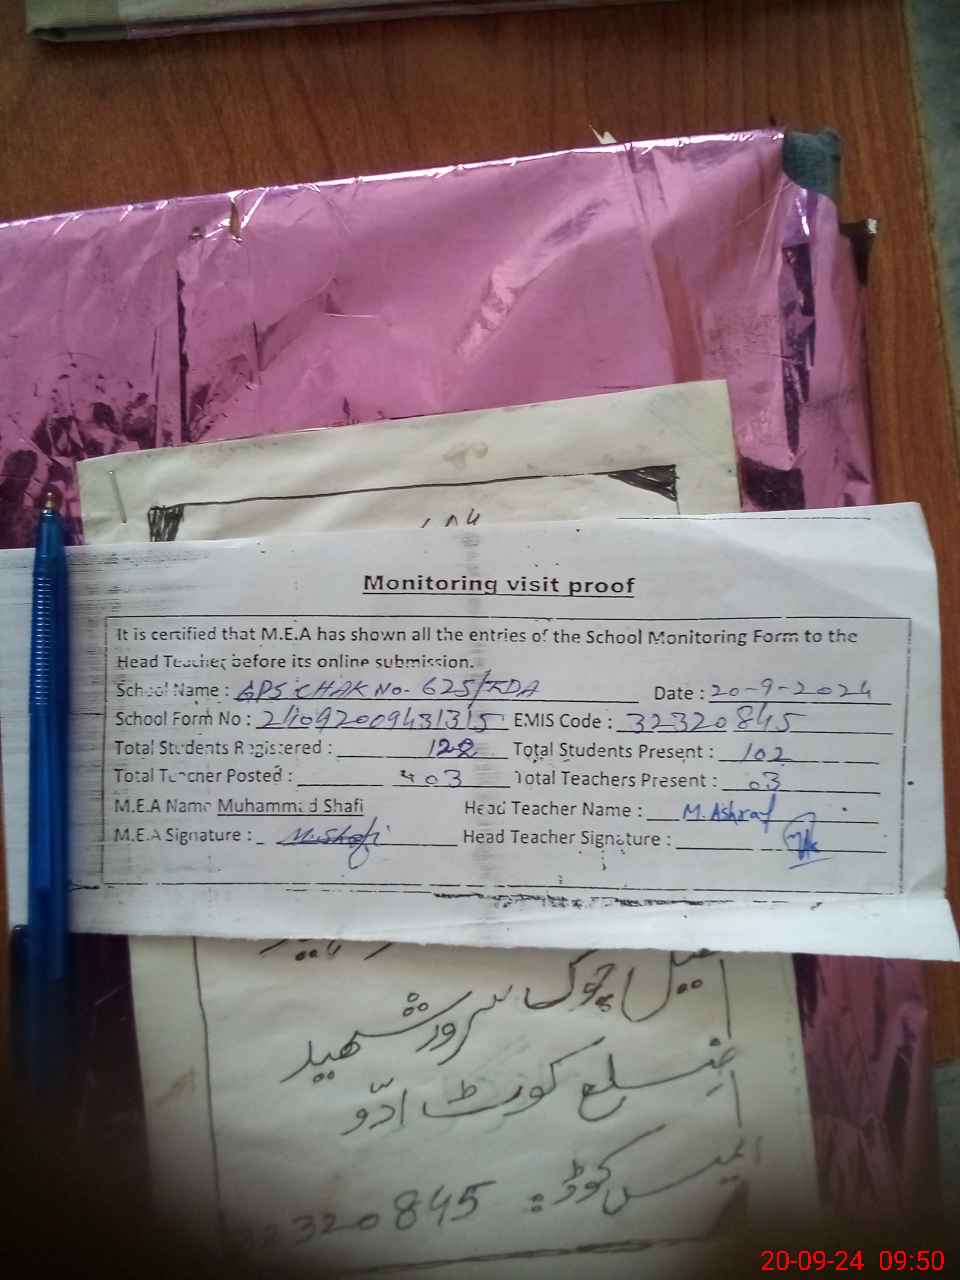 Monitoring visit proof
It is certified that M.E.A has shown all the entries of the School Monitoring Form to the
Head Teacher before its online submission.
School Name : GPS CHAK No- 625/TDA Date : 20-9-2024
School Form No : EMIS Code : 32320845
Total Students Registered : 122 Total Students Present : 102
Total Teacher Posted : 03 Total Teachers Present : 03
M.E.A Name Muhammad Shafi Head Teacher Name : M. Ashraf
M.E.A Signature : M.Shafi Head Teacher Signature :
چوک سرور شہید
ضلع کوٹ ادّو
ایمس کوڈ: 32320845
20-09-24 09:50